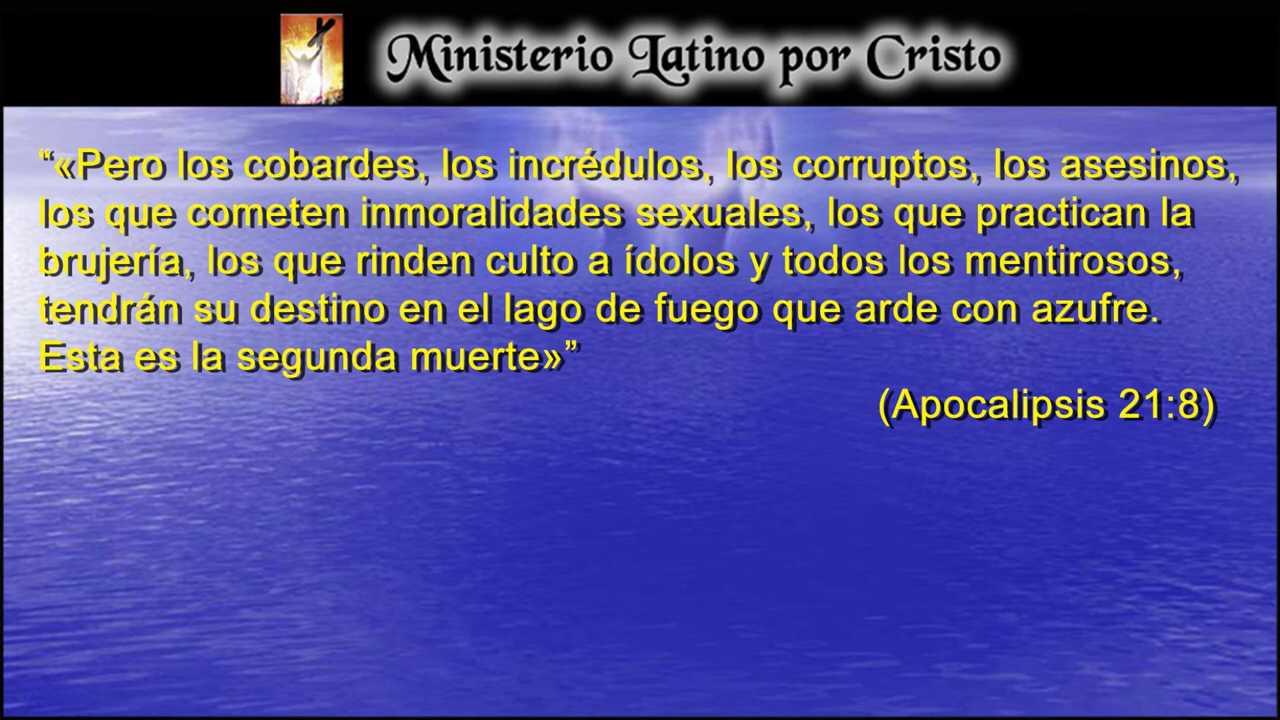 Ministerio Latino por Cristo
“«Pero los cobardes, los incrédulos, los corruptos, los asesinos,
los que cometen inmoralidades sexuales, los que practican la
brujería, los que rinden culto a ídolos y todos los mentirosos,
tendrán su destino en el lago de fuego que arde con azufre.
Esta es la segunda muerte»”
(Apocalipsis 21:8)